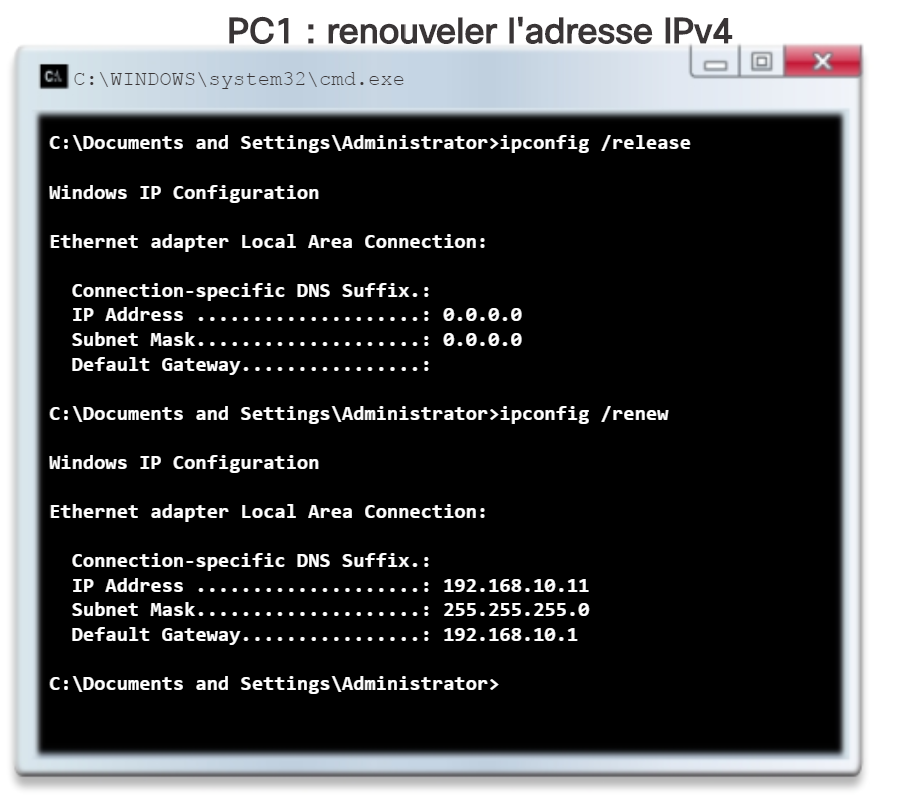 PC1 : renouveler l'adresse IPv4
C:\WINDOWS\system32\cmd.exe
C:\Documents and Settings\Administrator>ipconfig /release
Windows IP Configuration
Ethernet adapter Local Area Connection:
Connection-specific DNS Suffix.:
IP Address ....................: 0.0.0.0
Subnet Mask....................: 0.0.0.0
Default Gateway................:
C:\Documents and Settings\Administrator>ipconfig /renew
Windows IP Configuration
Ethernet adapter Local Area Connection:
Connection-specific DNS Suffix.:
IP Address ....................: 192.168.10.11
Subnet Mask....................: 255.255.255.0
Default Gateway................: 192.168.10.1
C:\Documents and Settings\Administrator>